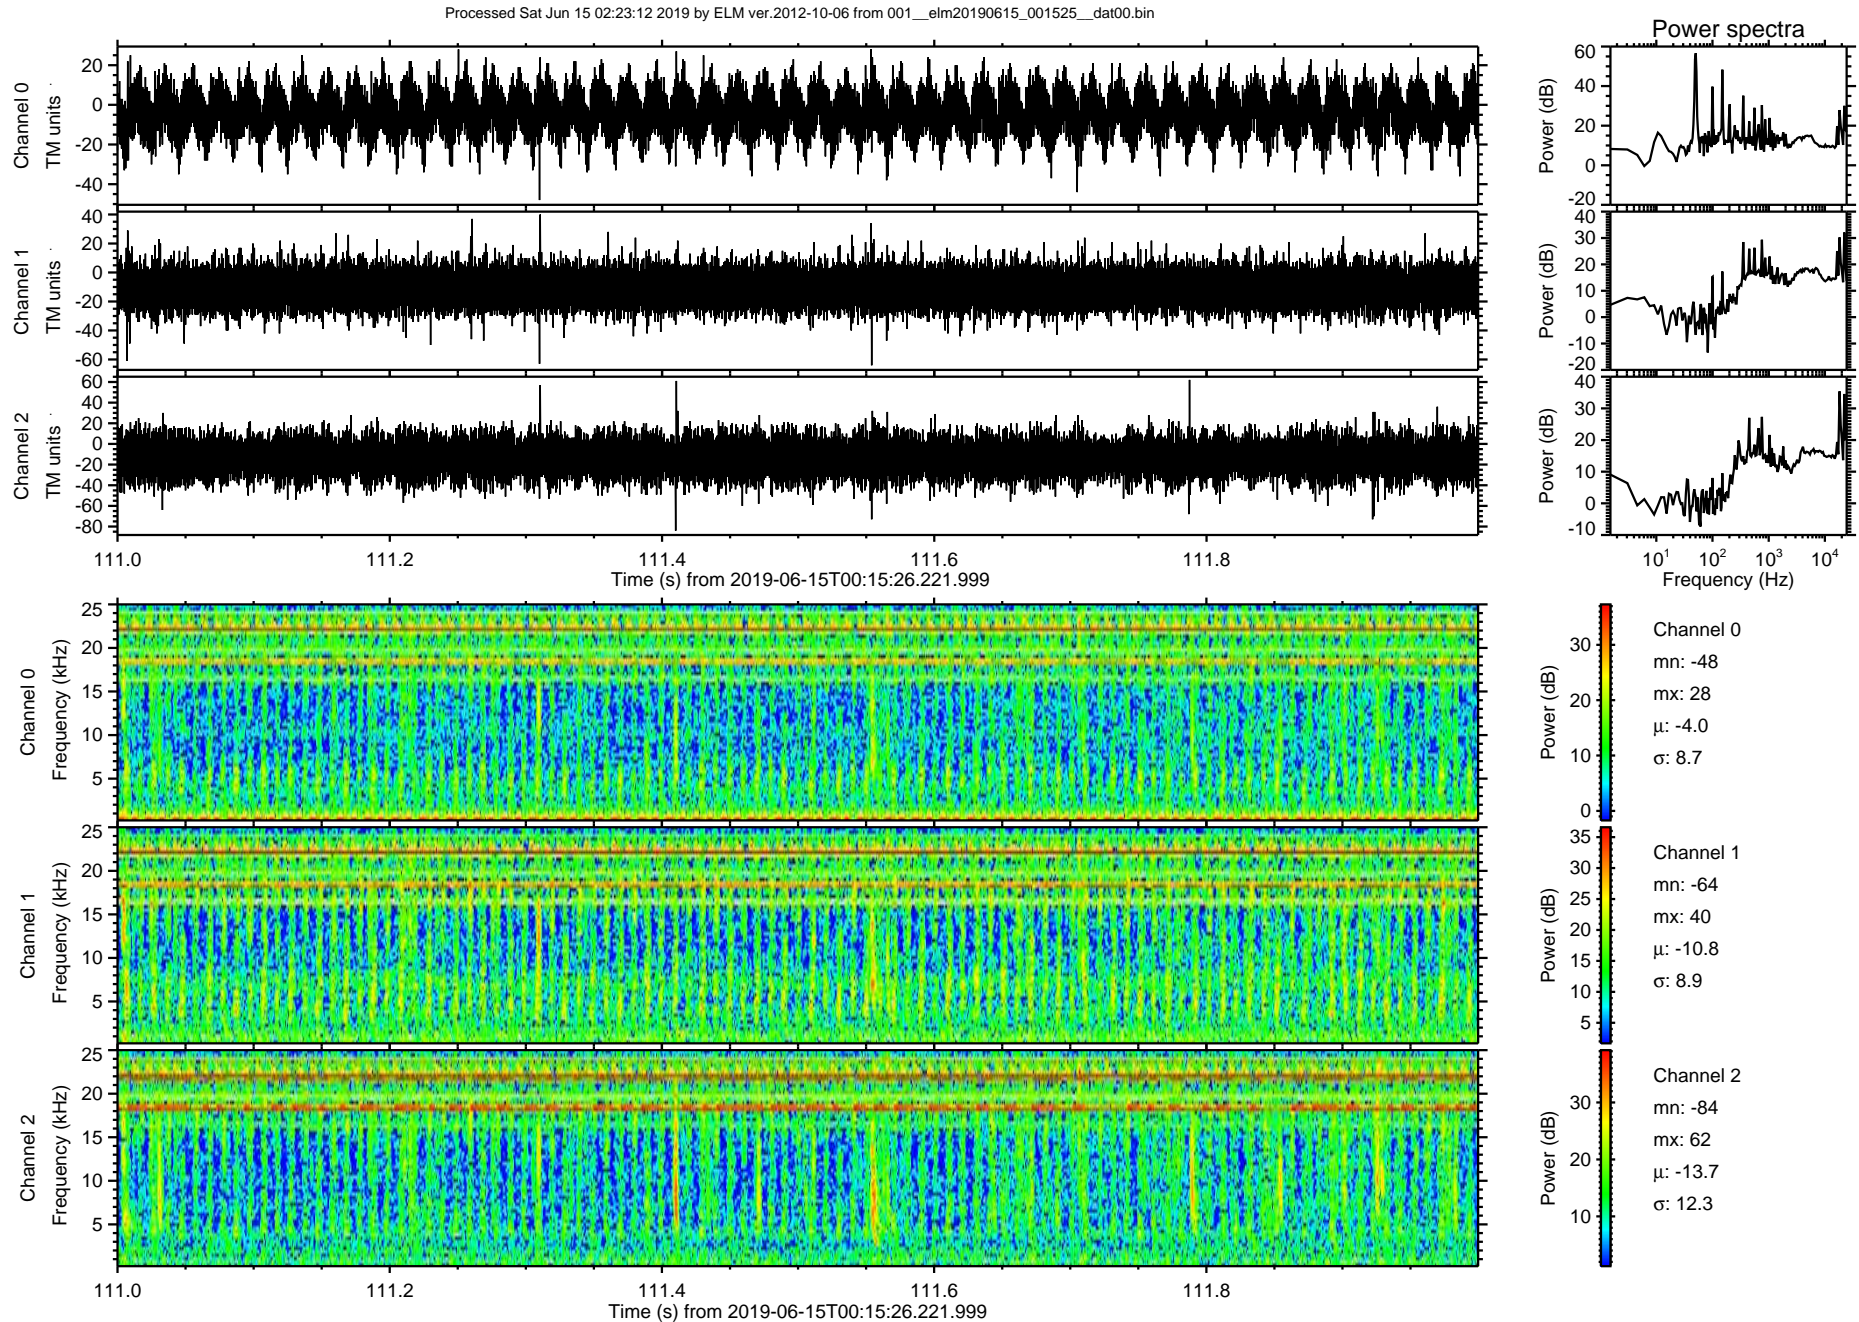 Processed Sat Jun 15 02:23:12 2019 by ELM ver.2012-10-06 from 001__elm20190615_001525__dat00.bin
Power spectra
Channel 0
TM units
20
0
-20
-40
Power (dB)
60
40
20
0
-20
Channel 1
TM units
40
20
0
-20
-40
-60
Power (dB)
40
30
20
10
0
-10
-20
Channel 2
TM units
60
40
20
0
-20
-40
-60
-80
Power (dB)
40
30
20
10
0
-10
111.0 111.2 111.4 111.6 111.8
Time (s) from 2019-06-15T00:15:26.221.999
10¹ 10² 10³ 10⁴
Frequency (Hz)
Channel 0
Frequency (kHz)
25
20
15
10
5
Power (dB)
30
20
10
0
Channel 0
mn: -48
mx: 28
μ: -4.0
σ: 8.7
Channel 1
Frequency (kHz)
25
20
15
10
5
Power (dB)
35
30
25
20
15
10
5
Channel 1
mn: -64
mx: 40
μ: -10.8
σ: 8.9
Channel 2
Frequency (kHz)
25
20
15
10
5
Power (dB)
30
20
10
Channel 2
mn: -84
mx: 62
μ: -13.7
σ: 12.3
111.0 111.2 111.4 111.6 111.8
Time (s) from 2019-06-15T00:15:26.221.999